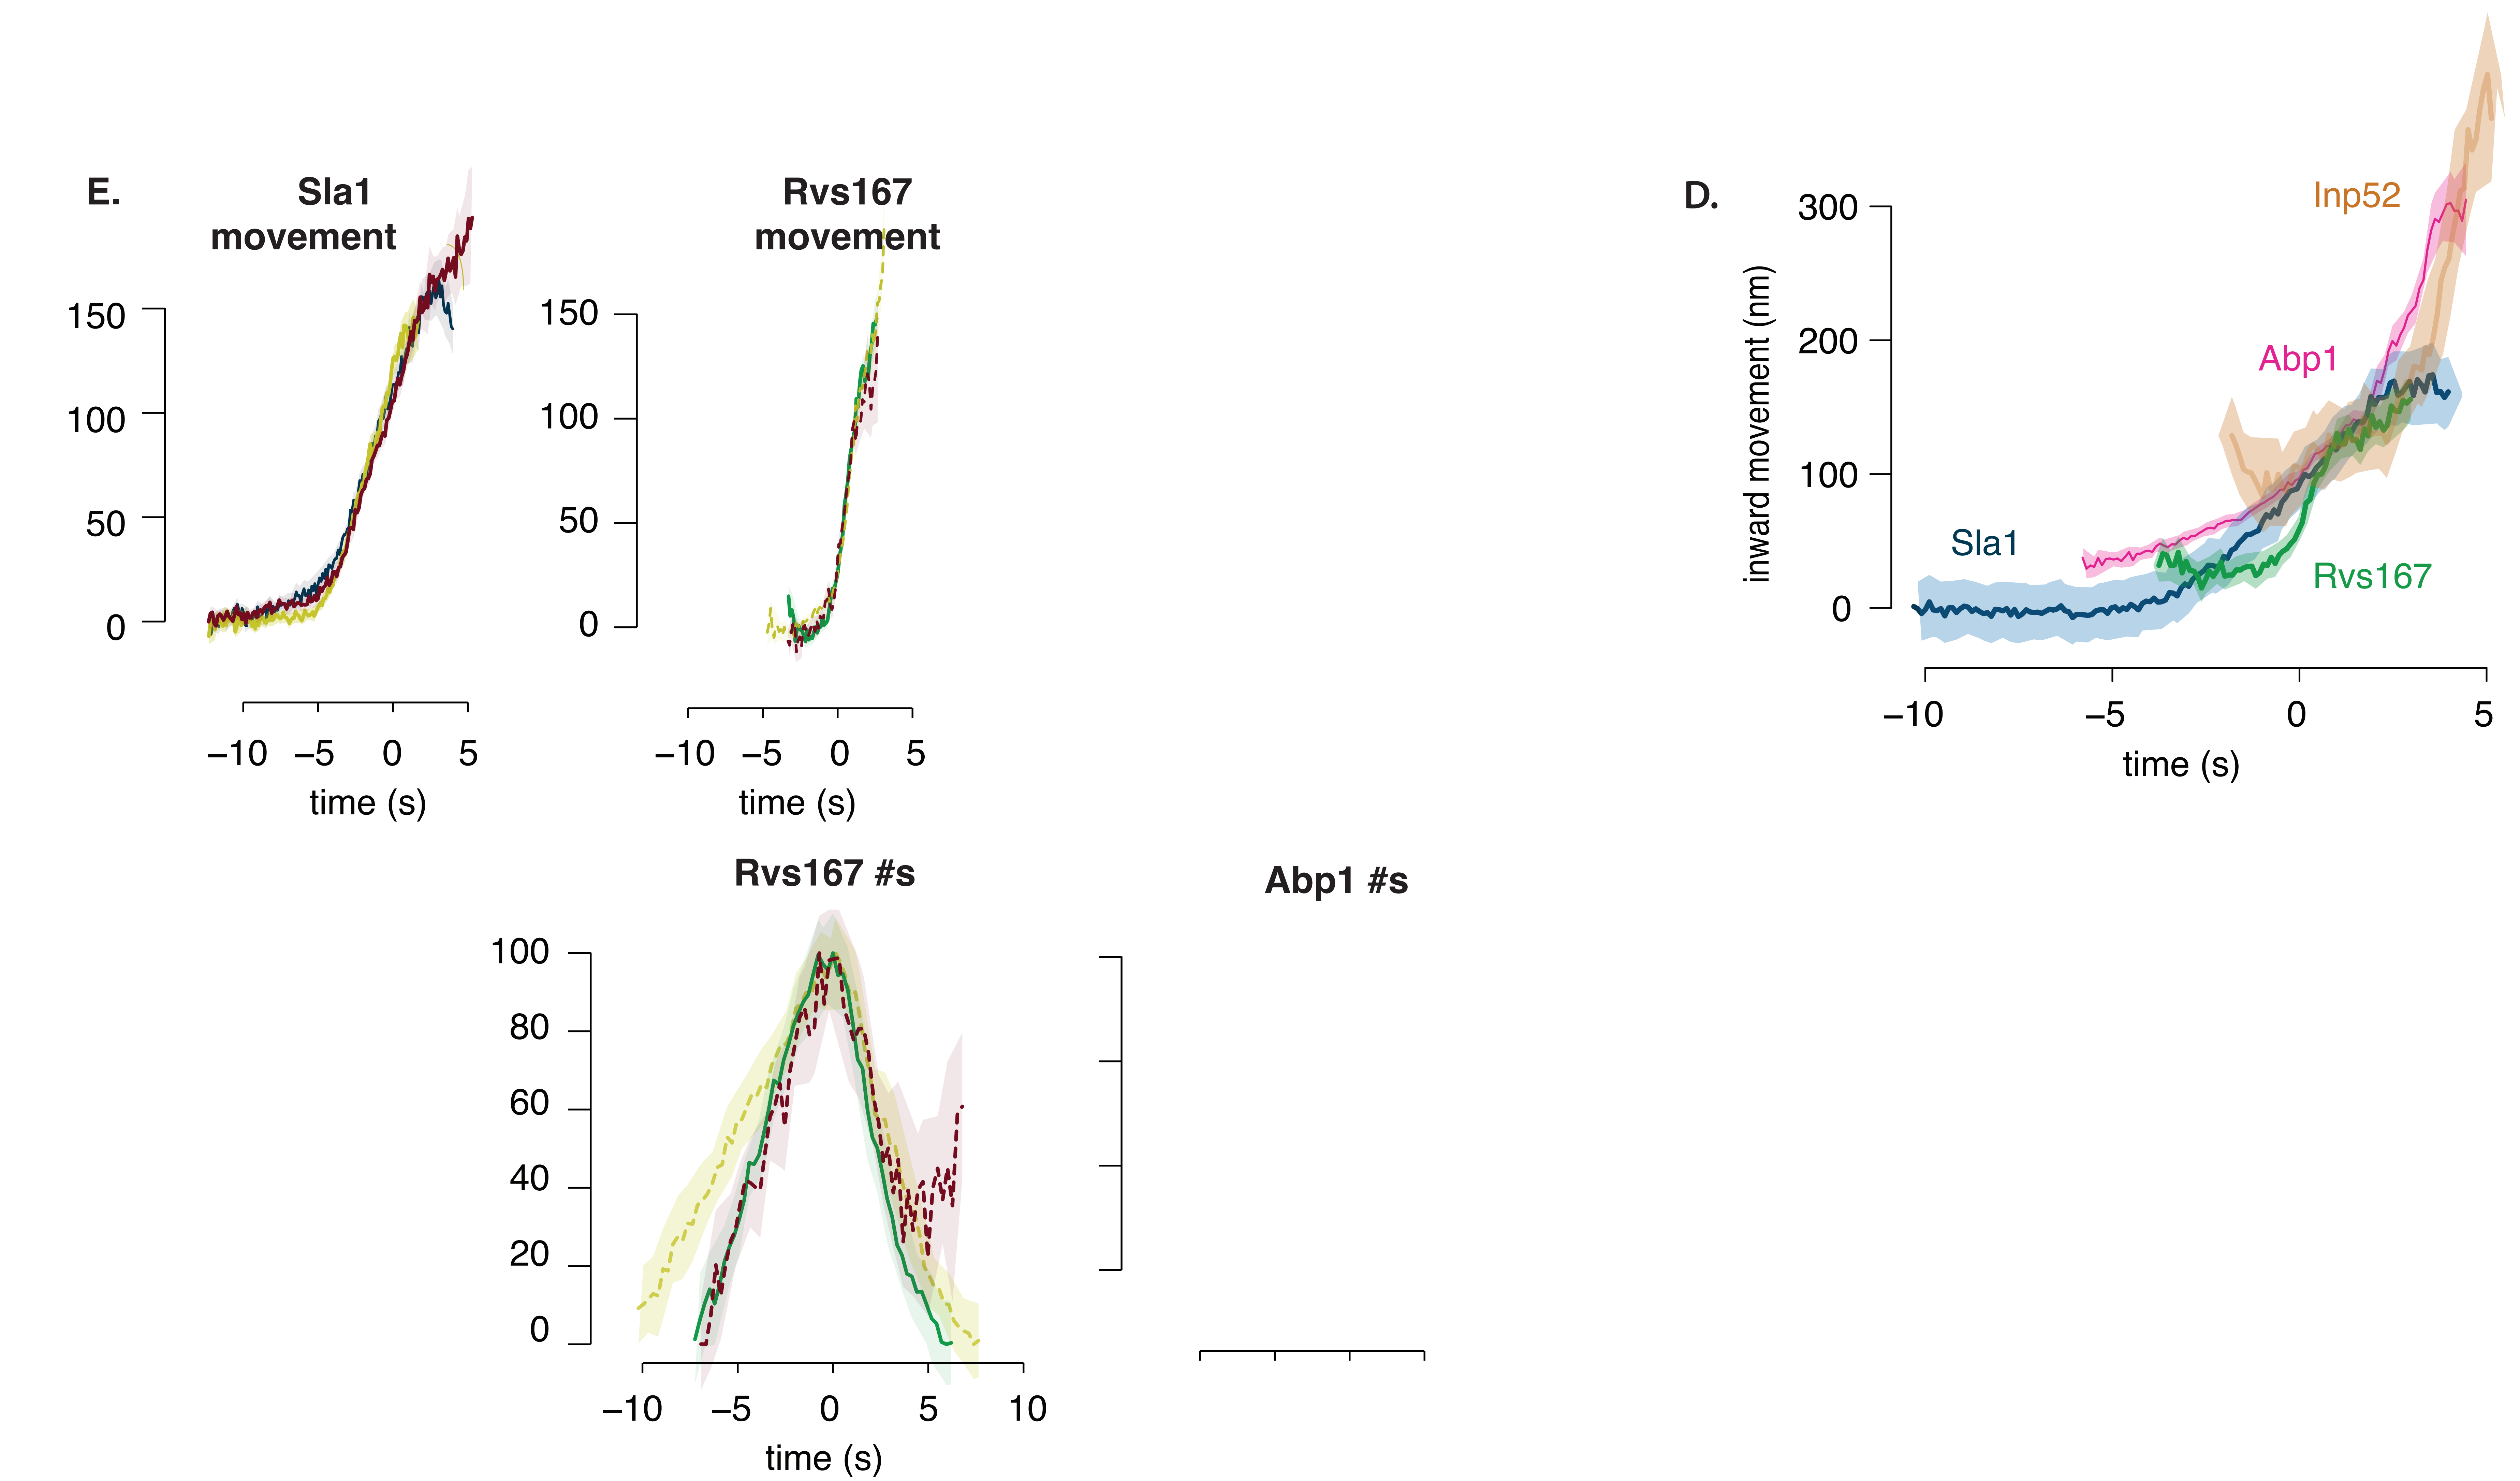 E.
Sla1
movement
150
100
50
0
−10 −5 0 5
time (s)
Rvs167
movement
150
100
50
0
−10 −5 0 5
time (s)
D.
inward movement (nm)
300
200
100
0
Inp52
Abp1
Sla1
Rvs167
−10 −5 0 5
time (s)
Rvs167 #s
100
80
60
40
20
0
−10 −5 0 5 10
time (s)
Abp1 #s